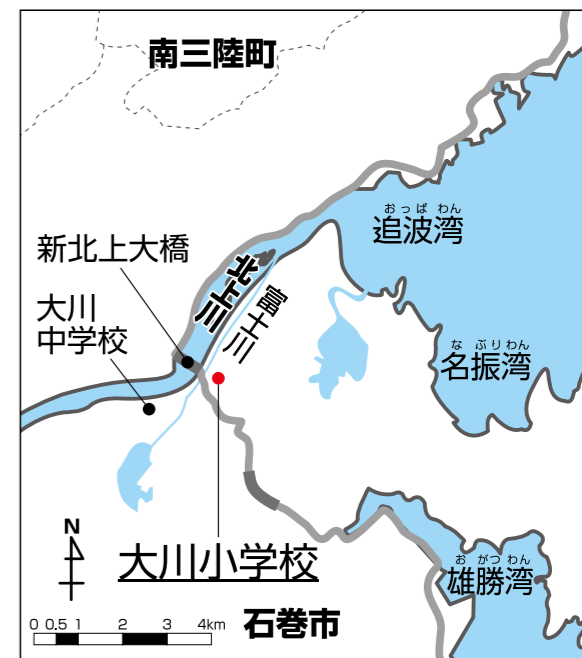 南三陸町
おっぱ わん
追波湾
新北上大橋
北上川
富士川
大川
中学校
な ぶりわん
名振湾
N
大川小学校
お がつ わん
雄勝湾
0 0.5 1 2 3 4km
石巻市